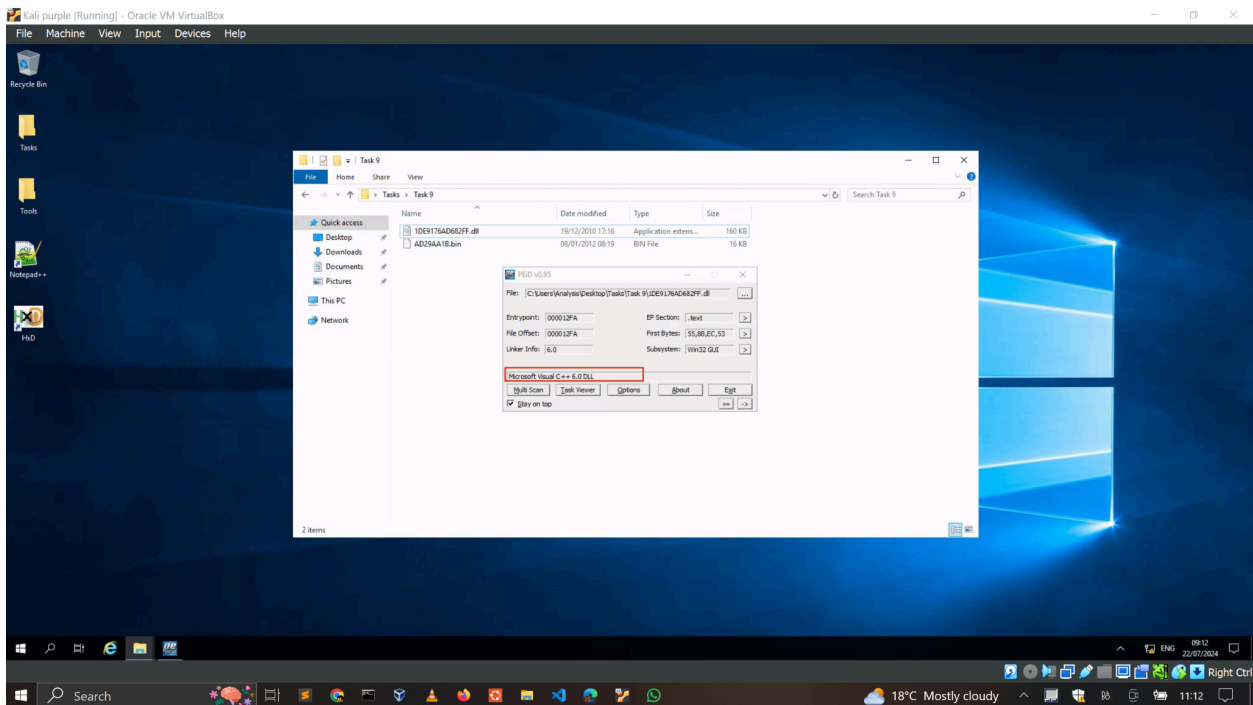 Kali purple [Running] - Oracle VM VirtualBox
File Machine View Input Devices Help
Recycle Bin
Tasks
Tools
Notepad++
HxD
Task 9
File Home Share View
Tasks > Task 9
Search Task 9
Name Date modified Type Size
Quick access
Desktop
Downloads
Documents
Pictures
This PC
Network
1DE9176AD682FF.dll 19/12/2010 17:16 Application extens... 160 KB
AD29AA1B.bin 08/01/2012 08:19 BIN File 16 KB
PEiD v0.95
File: C:\Users\Analysis\Desktop\Tasks\Task 9\1DE9176AD682FF.dll ...
Entrypoint: 000012FA EP Section: .text >
File Offset: 000012FA First Bytes: 55,8B,EC,53 >
Linker Info: 6.0 Subsystem: Win32 GUI >
Microsoft Visual C++ 6.0 DLL
Multi Scan Task Viewer Options About Exit
Stay on top ->
2 items
ENG 09:12
22/07/2024
Right Ctrl
Search
18°C Mostly cloudy 11:12